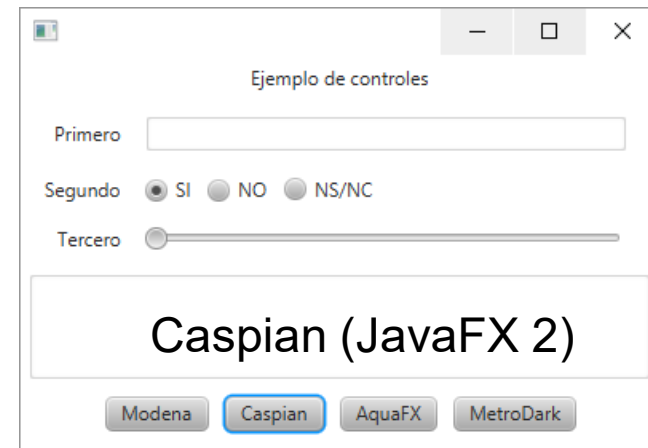 Ejemplo de controles
Primero
Segundo SI NO NS/NC
Tercero
Caspian (JavaFX 2)
Modena Caspian AquaFX MetroDark